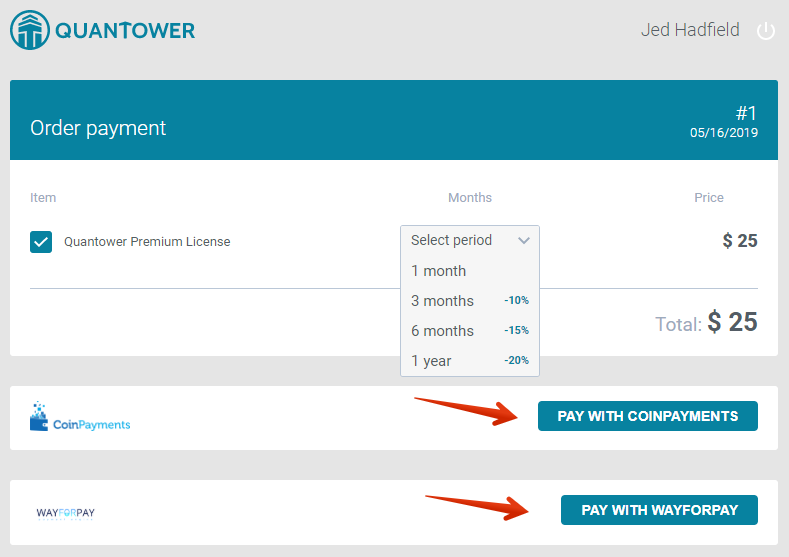 QUANTOWER
Jed Hadfield
Order payment
#1
05/16/2019
Item
Months
Price
Quantower Premium License
Select period
$ 25
1 month
3 months -10%
6 months -15%
1 year -20%
Total: $ 25
CoinPayments
PAY WITH COINPAYMENTS
WAYFORPAY
PAY WITH WAYFORPAY